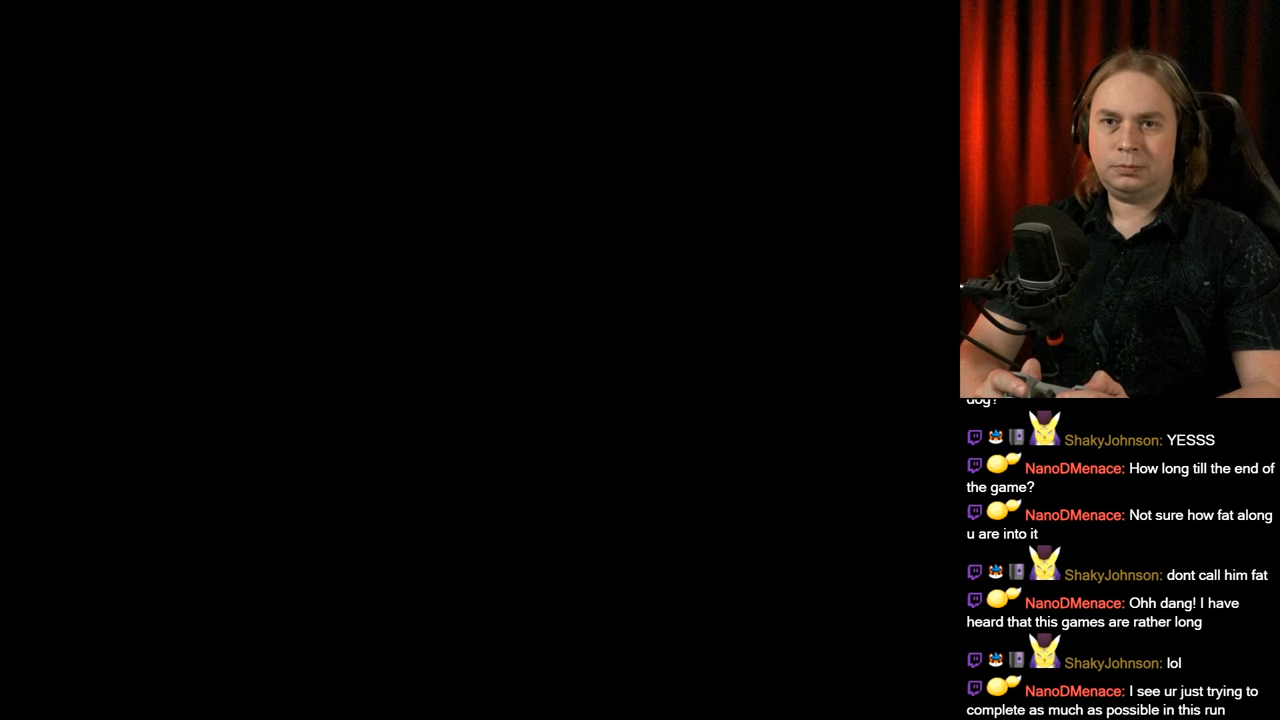 dog?
ShakyJohnson: YESSS
NanoDMenace: How long till the end of
the game?
NanoDMenace: Not sure how fat along
u are into it
ShakyJohnson: dont call him fat
NanoDMenace: Ohh dang! I have
heard that this games are rather long
ShakyJohnson: lol
NanoDMenace: I see ur just trying to
complete as much as possible in this run